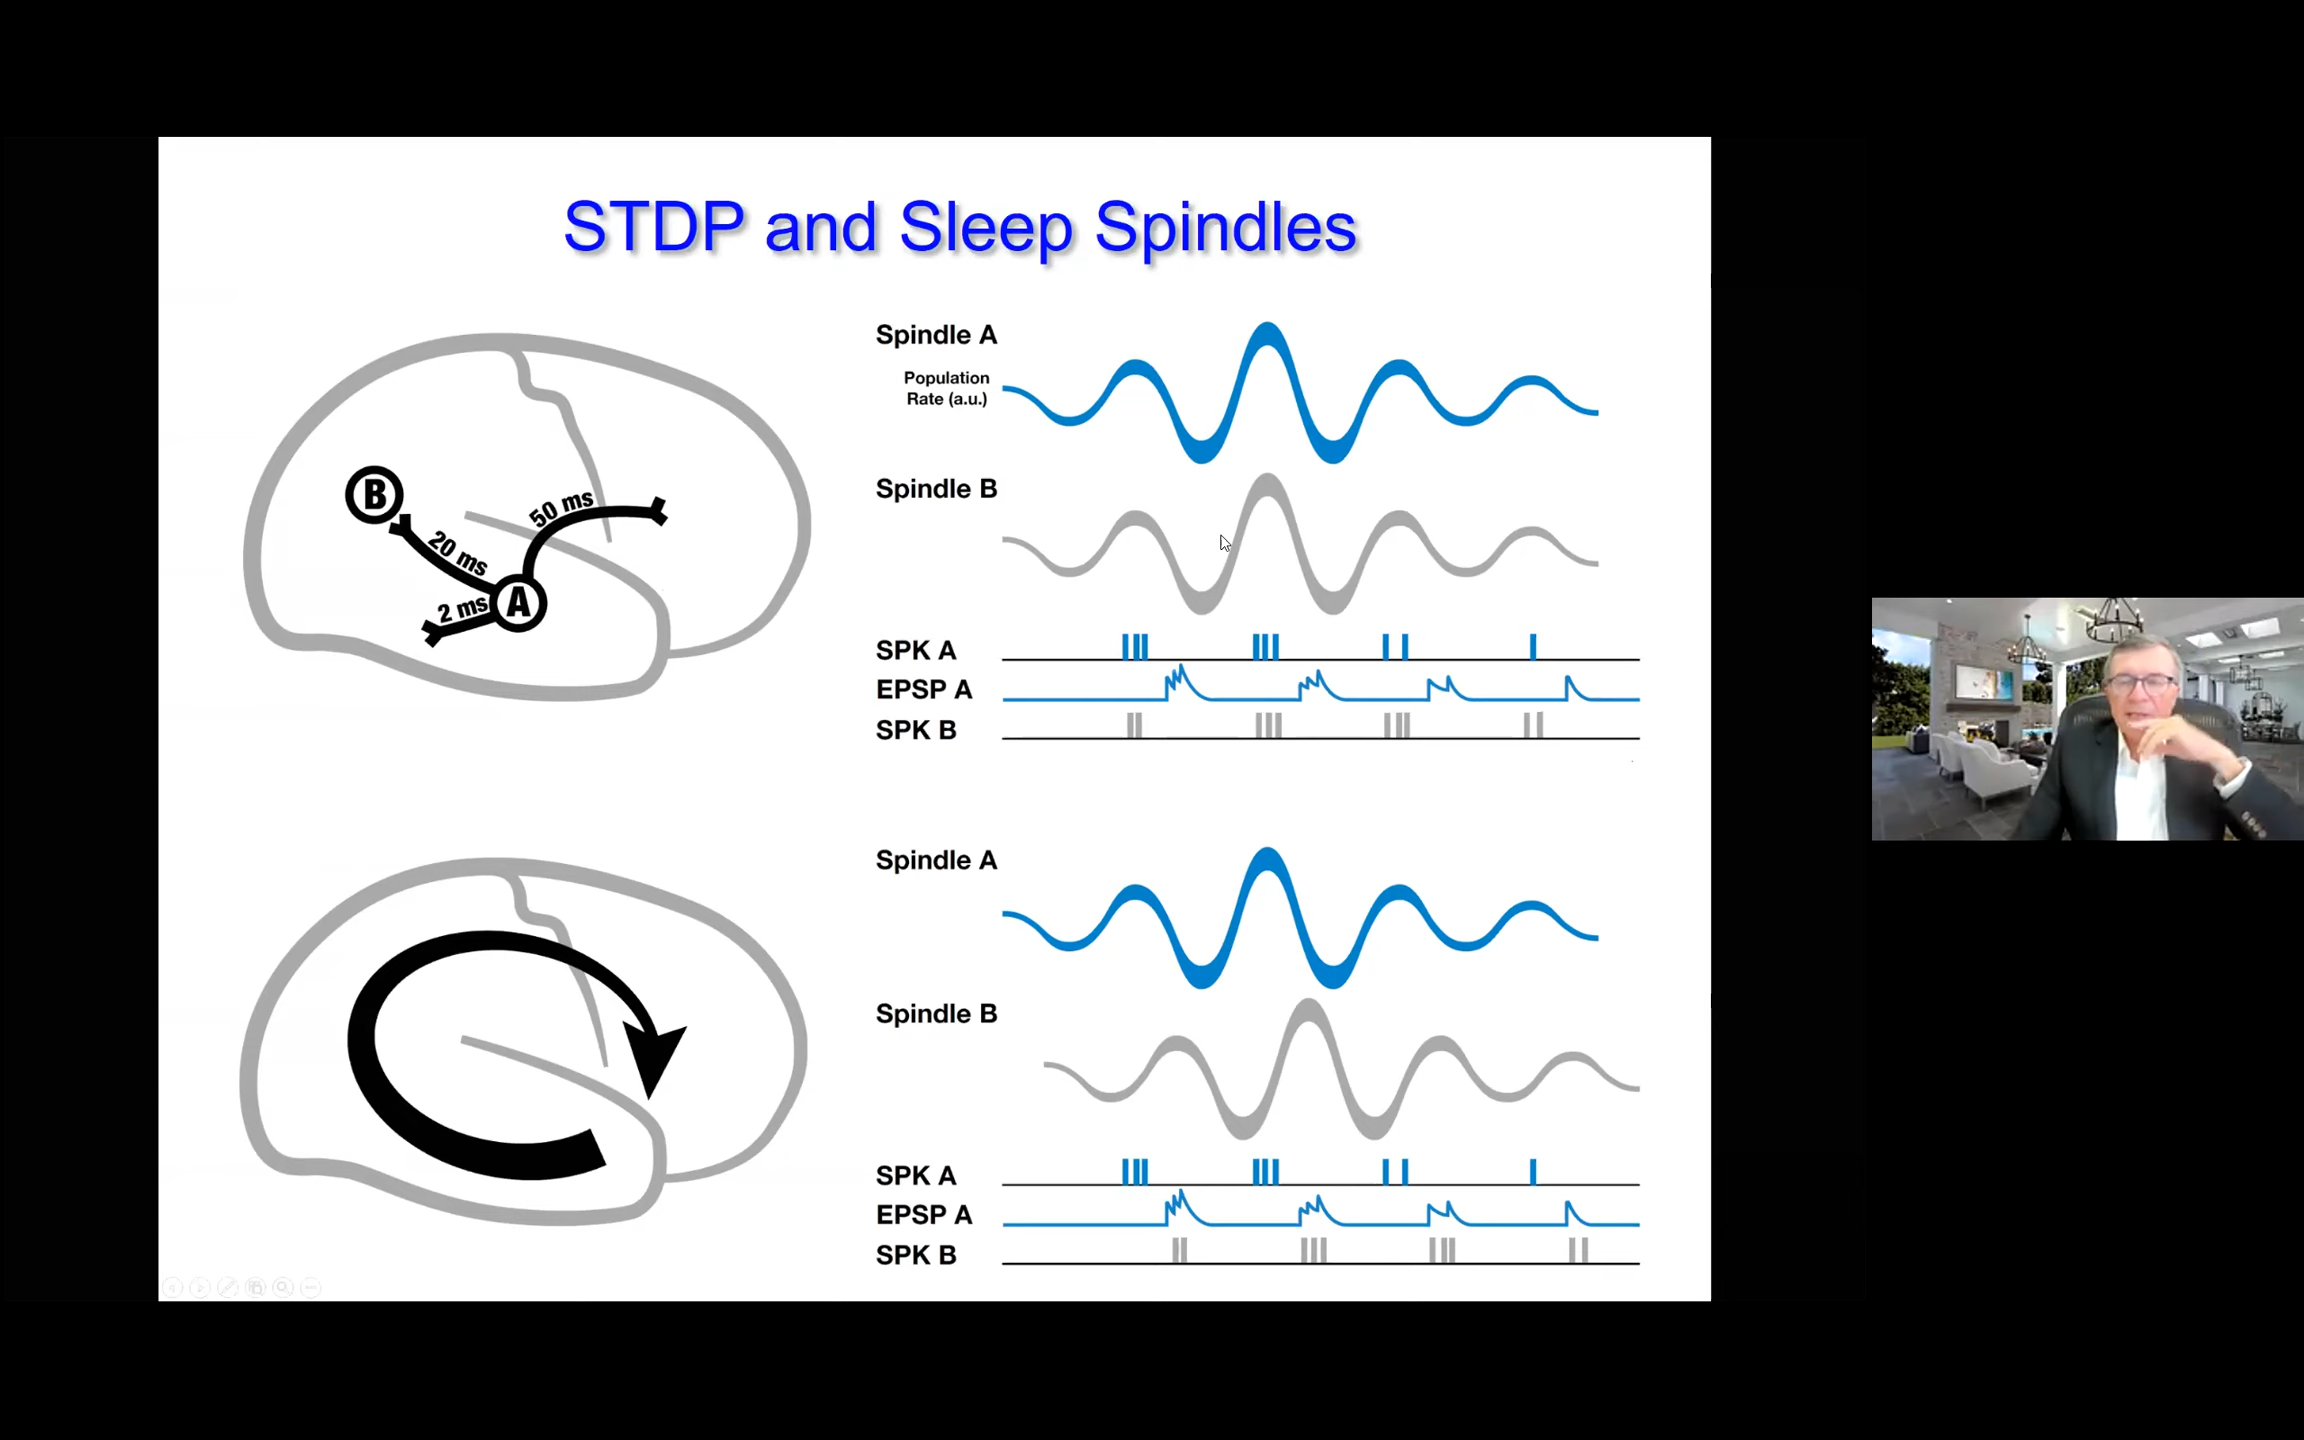 STDP and Sleep Spindles
B
20 ms
50 ms
2 ms
A
Spindle A
Population
Rate (a.u.)
Spindle B
SPK A
EPSP A
SPK B
Spindle A
Spindle B
SPK A
EPSP A
SPK B